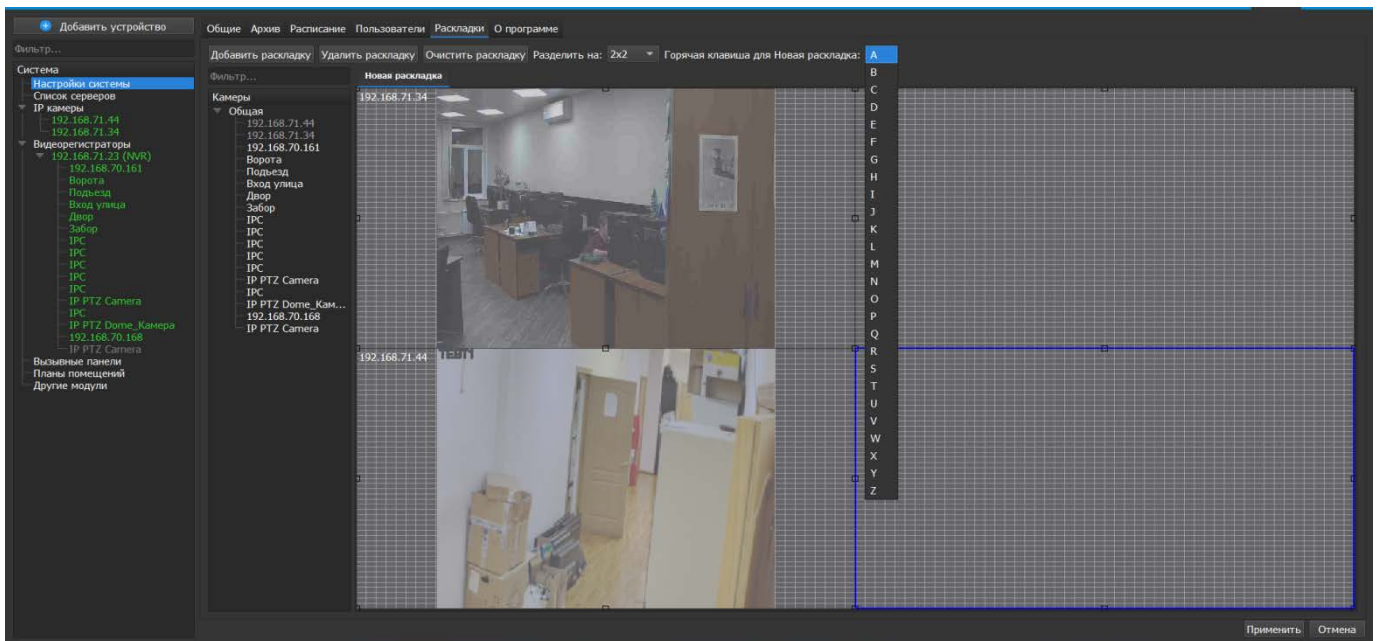 Добавить устройство
Фильтр...
Система
Настройки системы
Список серверов
IP камеры
192.168.71.44
192.168.71.34
Видеорегистраторы
192.168.71.23 (NVR)
192.168.70.161
Ворота
Подъезд
Вход улица
Двор
Забор
IPC
IPC
IPC
IPC
IPC
IP PTZ Camera
IPC
IP PTZ Dome_Камера
192.168.70.168
IP PTZ Camera
Вызывные панели
Планы помещений
Другие модули
Общие Архив Расписание Пользователи Раскладки О программе
Добавить раскладку Удалить раскладку Очистить раскладку Разделить на: 2x2 Горячая клавиша для Новая раскладка: A
B
C
D
E
F
G
H
I
J
K
L
M
N
O
P
Q
R
S
T
U
V
W
X
Y
Z
Фильтр...
Камеры
Общая
192.168.71.44
192.168.71.34
192.168.70.161
Ворота
Подъезд
Вход улица
Двор
Забор
IPC
IPC
IPC
IPC
IPC
IP PTZ Camera
IPC
IP PTZ Dome_Кам...
192.168.70.168
IP PTZ Camera
Новая раскладка
192.168.71.34
192.168.71.44
Применить Отмена